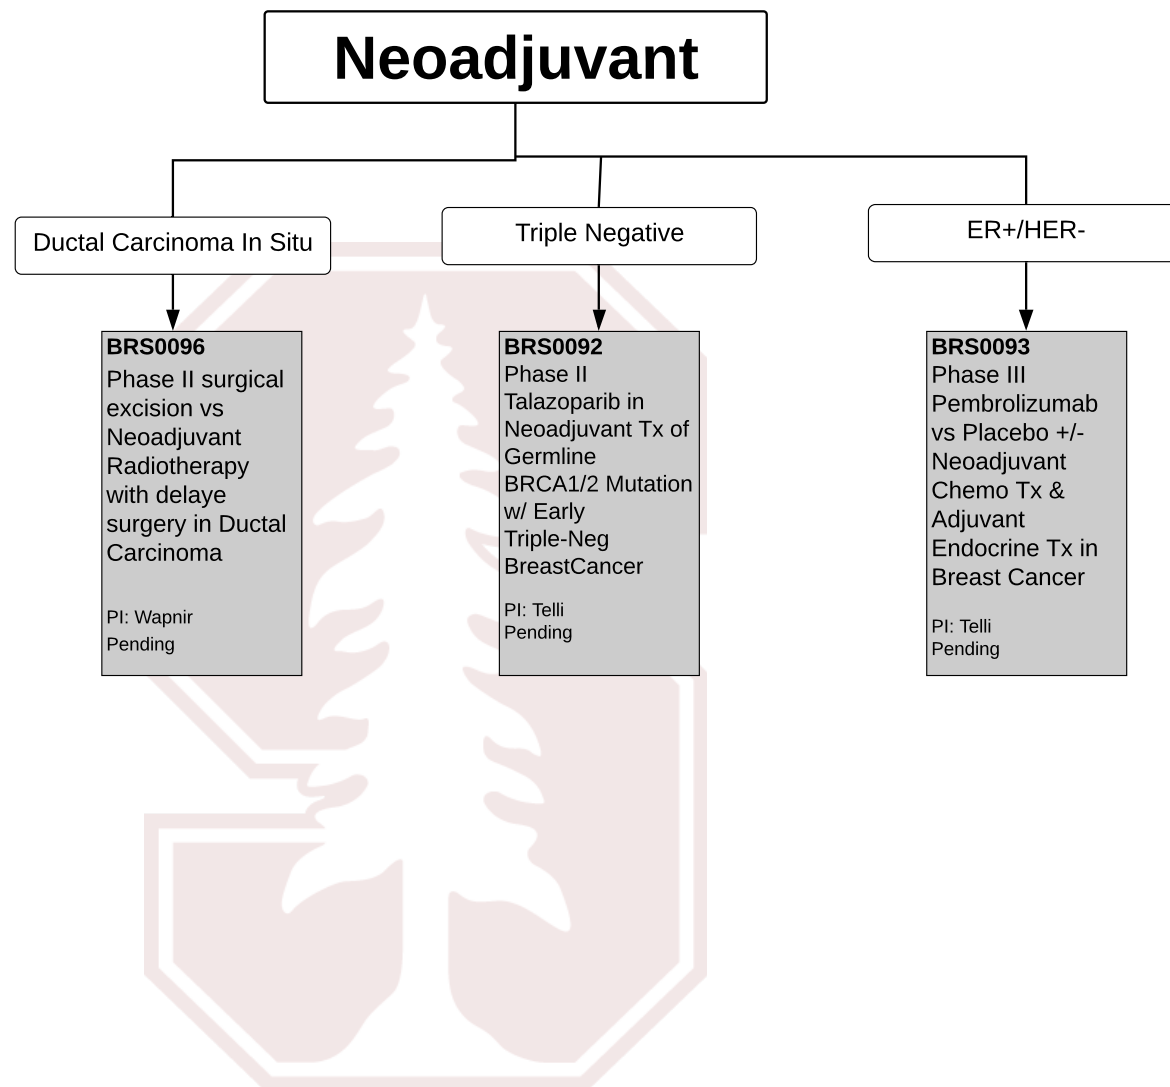 Neoadjuvant
Ductal Carcinoma In Situ
Triple Negative
ER+/HER-
BRS0096
Phase II surgical
excision vs
Neoadjuvant
Radiotherapy
with delaye
surgery in Ductal
Carcinoma
PI: Wapnir
Pending
BRS0092
Phase II
Talazoparib in
Neoadjuvant Tx of
Germline
BRCA1/2 Mutation
w/ Early
Triple-Neg
BreastCancer
PI: Telli
Pending
BRS0093
Phase III
Pembrolizumab
vs Placebo +/-
Neoadjuvant
Chemo Tx &
Adjuvant
Endocrine Tx in
Breast Cancer
PI: Telli
Pending